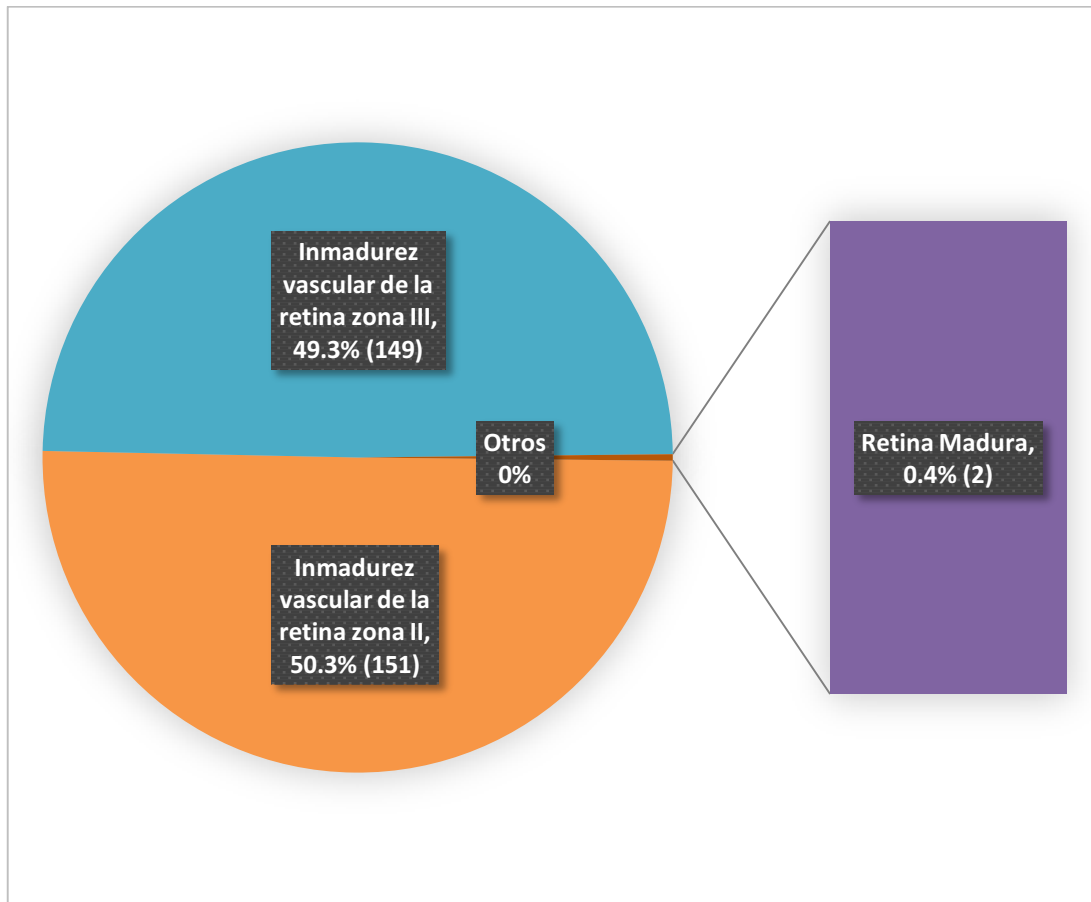 Inmadurez
vascular de la
retina zona III,
49.3% (149)
Otros
0%
Retina Madura,
0.4% (2)
Inmadurez
vascular de la
retina zona II,
50.3% (151)